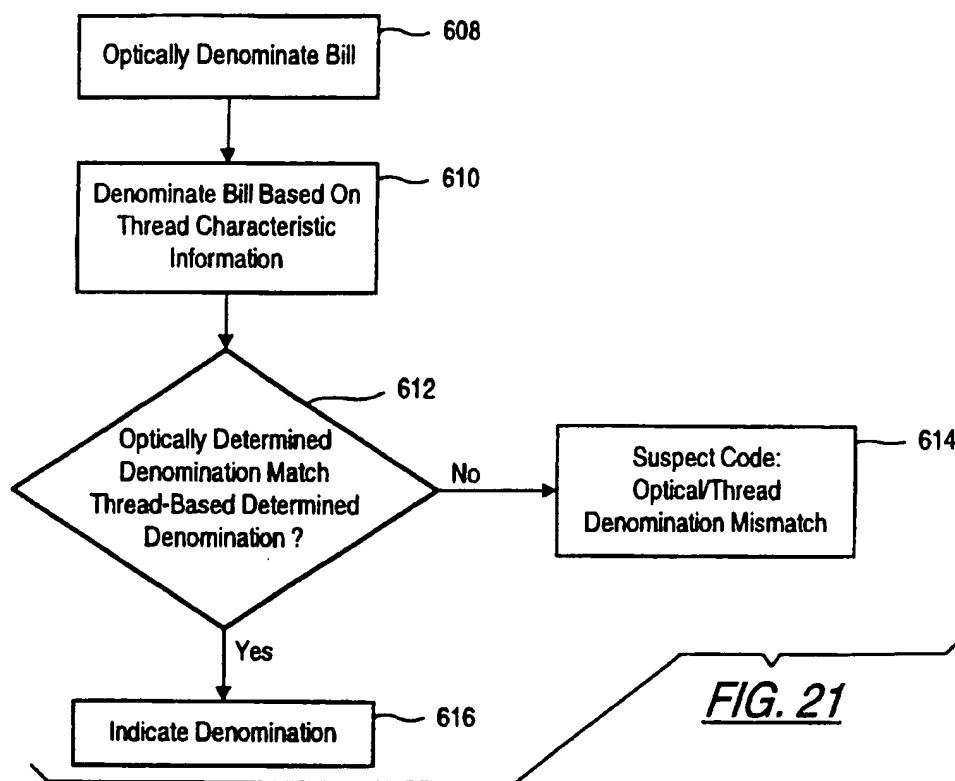 608
Optically Denominate Bill
610
Denominate Bill Based On
Thread Characteristic
Information
612
Optically Determined
Denomination Match
Thread-Based Determined
Denomination ?
No
614
Suspect Code:
Optical/Thread
Denomination Mismatch
Yes
616
Indicate Denomination
FIG. 21